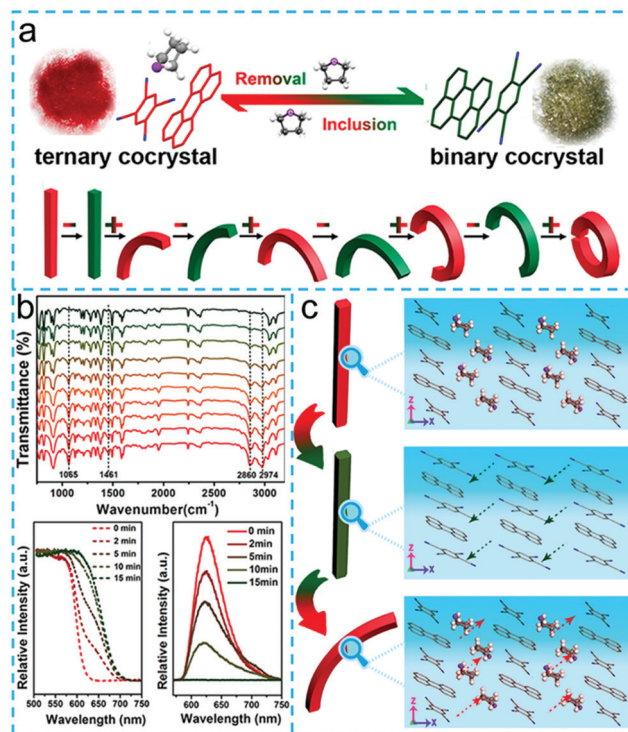 a
Removal
Inclusion
ternary cocrystal
binary cocrystal
b
Transmittance (%)
1065
1461
2860
2974
1000
1500
2000
2500
3000
Wavenumber(cm-1)
Relative Intensity (a.u.)
0 min
2 min
5 min
10 min
15 min
500
550
600
650
700
750
Wavelength (nm)
Relative Intensity (a.u.)
0 min
2min
5min
10min
15min
600
650
700
750
Wavelength (nm)
c
Z
X
Z
X
Z
X